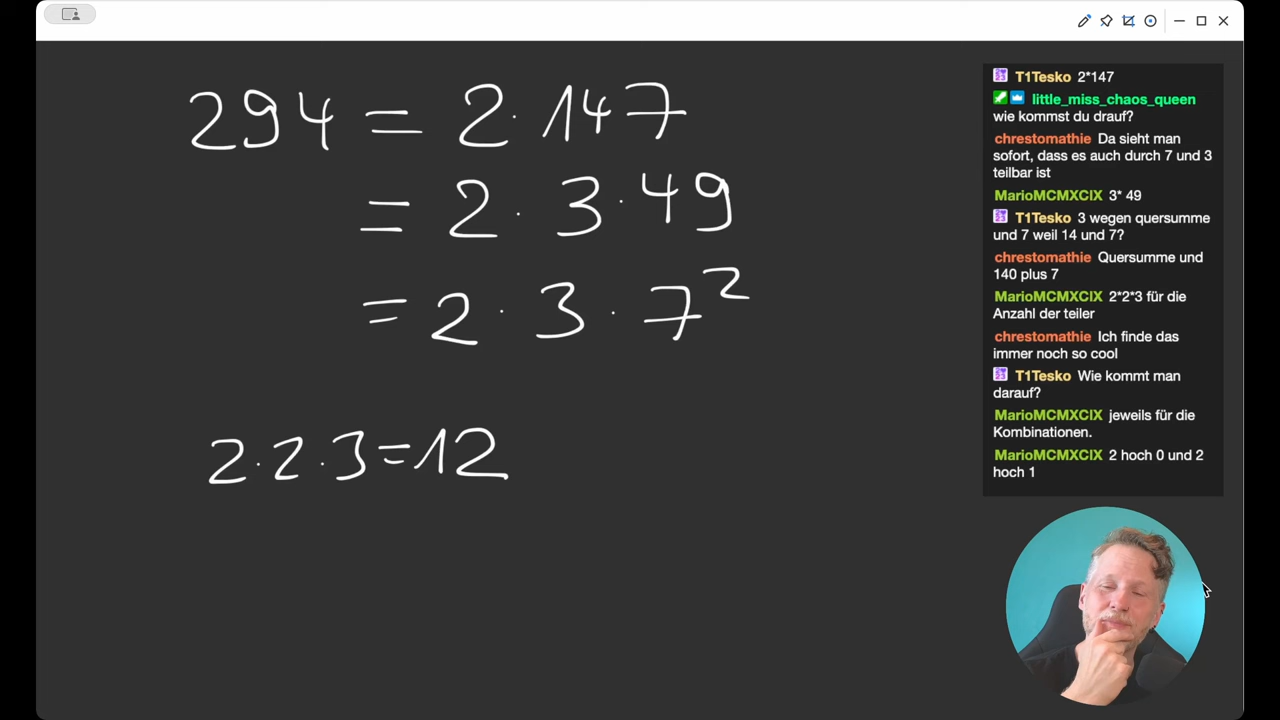 294 = 2·147
= 2·3·49
= 2·3·7²
2·2·3=12
T1Tesko 2*147
little_miss_chaos_queen
wie kommst du drauf?
chrestomathie Da sieht man
sofort, dass es auch durch 7 und 3
teilbar ist
MarioMCMXCIX 3* 49
T1Tesko 3 wegen quersumme
und 7 weil 14 und 7?
chrestomathie Quersumme und
140 plus 7
MarioMCMXCIX 2*2*3 für die
Anzahl der teiler
chrestomathie Ich finde das
immer noch so cool
T1Tesko Wie kommt man
darauf?
MarioMCMXCIX jeweils für die
Kombinationen.
MarioMCMXCIX 2 hoch 0 und 2
hoch 1